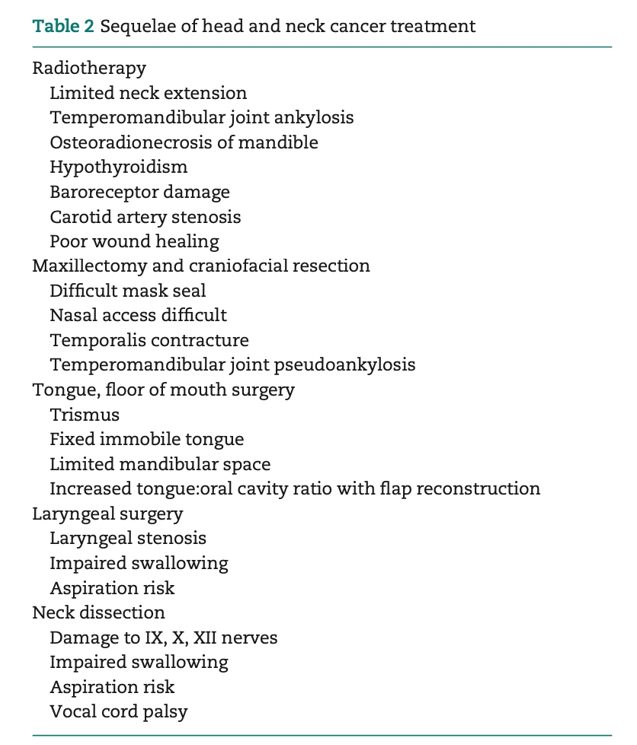 Table 2 Sequelae of head and neck cancer treatment
Radiotherapy
Limited neck extension
Temperomandibular joint ankylosis
Osteoradionecrosis of mandible
Hypothyroidism
Baroreceptor damage
Carotid artery stenosis
Poor wound healing
Maxillectomy and craniofacial resection
Difficult mask seal
Nasal access difficult
Temporalis contracture
Temperomandibular joint pseudoankylosis
Tongue, floor of mouth surgery
Trismus
Fixed immobile tongue
Limited mandibular space
Increased tongue:oral cavity ratio with flap reconstruction
Laryngeal surgery
Laryngeal stenosis
Impaired swallowing
Aspiration risk
Neck dissection
Damage to IX, X, XII nerves
Impaired swallowing
Aspiration risk
Vocal cord palsy